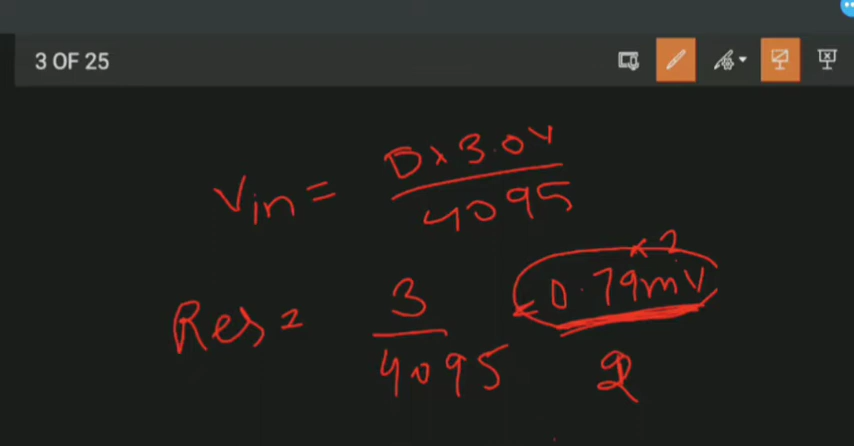 3 OF 25
Vin = D x 3.0V / 4095
x 2
Res = 3 / 4095 0.79mV
2